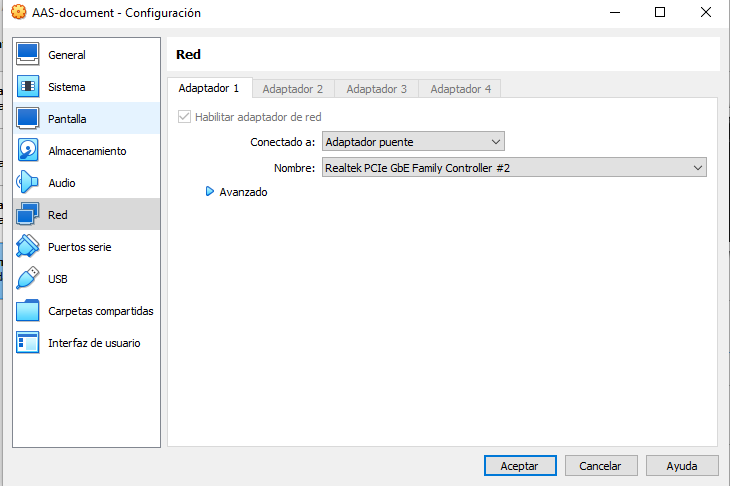 AAS-document - Configuración
General
Sistema
Pantalla
Almacenamiento
Audio
Red
Puertos serie
USB
Carpetas compartidas
Interfaz de usuario
Red
Adaptador 1 Adaptador 2 Adaptador 3 Adaptador 4
Habilitar adaptador de red
Conectado a: Adaptador puente
Nombre: Realtek PCIe GbE Family Controller #2
Avanzado
Aceptar Cancelar Ayuda